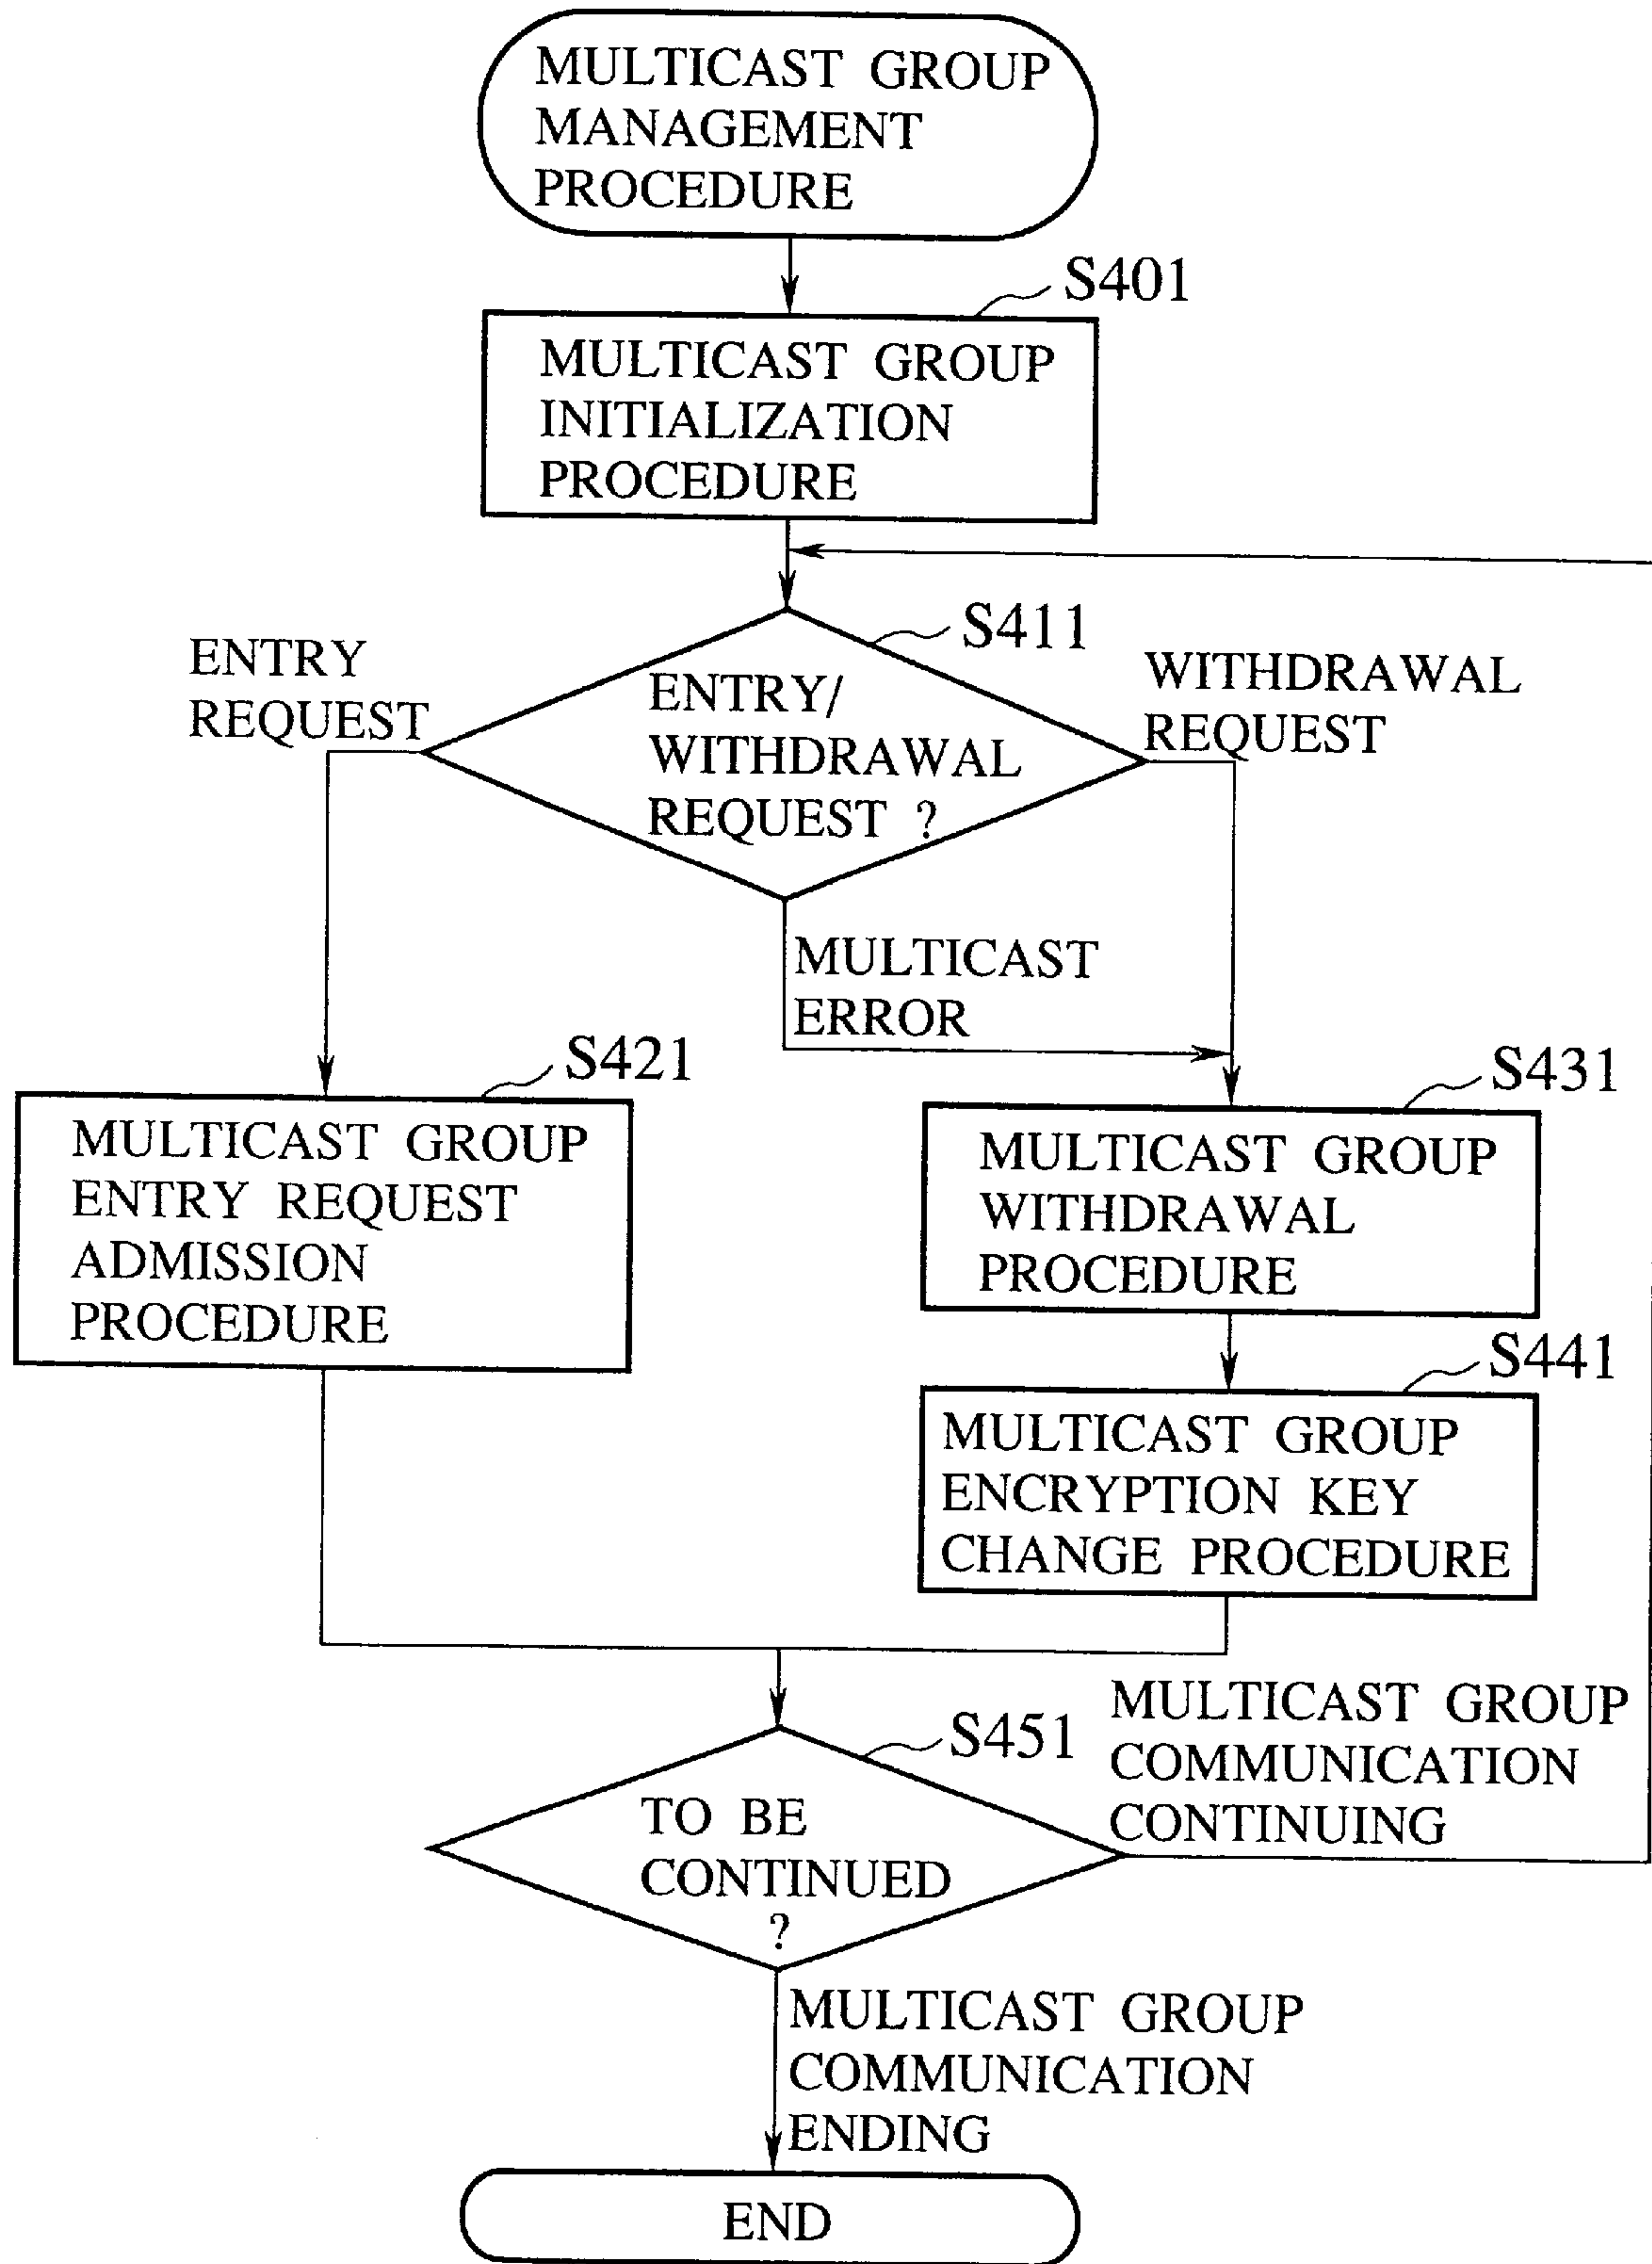 MULTICAST GROUP
MANAGEMENT
PROCEDURE
S401
MULTICAST GROUP
INITIALIZATION
PROCEDURE
S411
ENTRY
REQUEST
ENTRY/
WITHDRAWAL
REQUEST ?
WITHDRAWAL
REQUEST
MULTICAST
ERROR
S421
MULTICAST GROUP
ENTRY REQUEST
ADMISSION
PROCEDURE
S431
MULTICAST GROUP
WITHDRAWAL
PROCEDURE
S441
MULTICAST GROUP
ENCRYPTION KEY
CHANGE PROCEDURE
S451
TO BE
CONTINUED
?
MULTICAST GROUP
COMMUNICATION
CONTINUING
MULTICAST GROUP
COMMUNICATION
ENDING
END